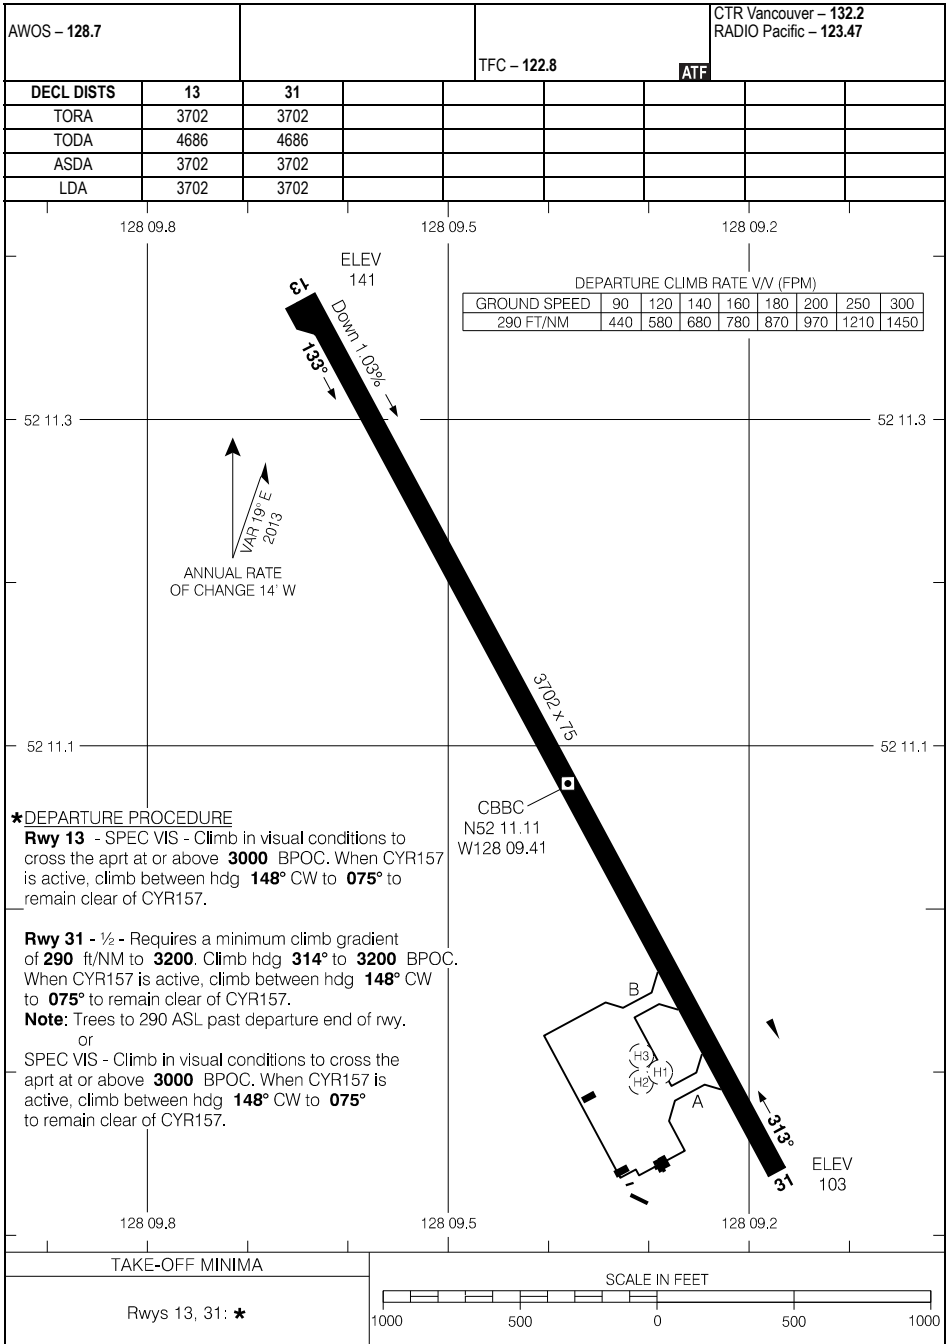 AWOS – 128.7
CTR Vancouver – 132.2
RADIO Pacific – 123.47
TFC – 122.8
ATF
DECL DISTS 13 31
TORA 3702 3702
TODA 4686 4686
ASDA 3702 3702
LDA 3702 3702
128 09.8 128 09.5 128 09.2
ELEV
141
13
Down 1.03%
133°
DEPARTURE CLIMB RATE V/V (FPM)
GROUND SPEED 90 120 140 160 180 200 250 300
290 FT/NM 440 580 680 780 870 970 1210 1450
52 11.3 52 11.3
VAR 19° E
2013
ANNUAL RATE
OF CHANGE 14' W
3702 x 75
52 11.1 52 11.1
CBBC
N52 11.11
W128 09.41
*DEPARTURE PROCEDURE
Rwy 13 - SPEC VIS - Climb in visual conditions to
cross the aprt at or above 3000 BPOC. When CYR157
is active, climb between hdg 148° CW to 075° to
remain clear of CYR157.
Rwy 31 - ½ - Requires a minimum climb gradient
of 290 ft/NM to 3200. Climb hdg 314° to 3200 BPOC.
When CYR157 is active, climb between hdg 148° CW
to 075° to remain clear of CYR157.
Note: Trees to 290 ASL past departure end of rwy.
or
SPEC VIS - Climb in visual conditions to cross the
aprt at or above 3000 BPOC. When CYR157 is
active, climb between hdg 148° CW to 075°
to remain clear of CYR157.
B
H3
H1
H2
A
313°
31
ELEV
103
128 09.8 128 09.5 128 09.2
TAKE-OFF MINIMA
Rwys 13, 31: *
SCALE IN FEET
1000 500 0 500 1000